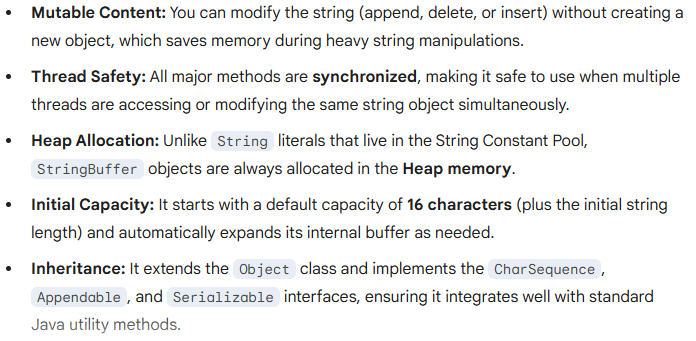 • Mutable Content: You can modify the string (append, delete, or insert) without creating a
new object, which saves memory during heavy string manipulations.
• Thread Safety: All major methods are synchronized, making it safe to use when multiple
threads are accessing or modifying the same string object simultaneously.
• Heap Allocation: Unlike String literals that live in the String Constant Pool,
StringBuffer objects are always allocated in the Heap memory.
• Initial Capacity: It starts with a default capacity of 16 characters (plus the initial string
length) and automatically expands its internal buffer as needed.
• Inheritance: It extends the Object class and implements the CharSequence,
Appendable, and Serializable interfaces, ensuring it integrates well with standard
Java utility methods.